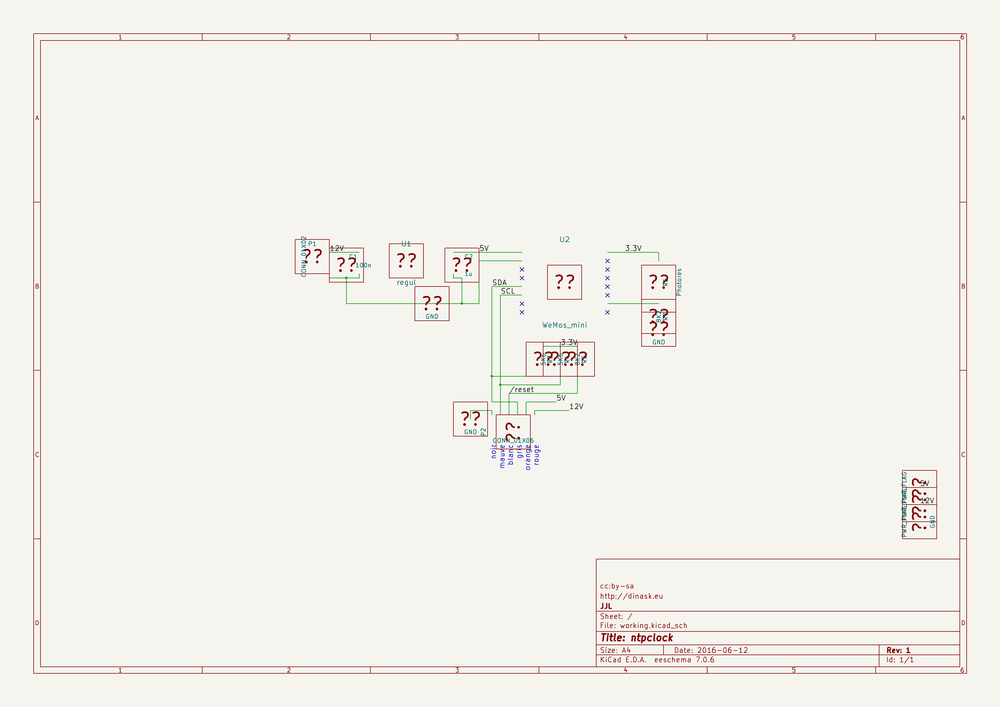 1 2 3 4 5 6
A A
U2
P1
U1
CONN_01X02
12V
5V
3.3V
??
??
??
??
??
??
C1
100n
C2
1u
regul
Photores
B B
SDA
SCL
??
GND
??
??
GND
WeMos_mini
3.3V
??
/reset
5V
12V
??
GND
P2
??
CONN_01X06
noir
mauve
blanc
gris
orange
rouge
C C
5V
12V
GND
cc:by-sa
http://dinask.eu
JJL
Sheet: /
File: working.kicad_sch
Title: ntpclock
D D
Size: A4 Date: 2016-06-12 Rev: 1
KiCad E.D.A. eeschema 7.0.6 Id: 1/1
1 2 3 4 5 6